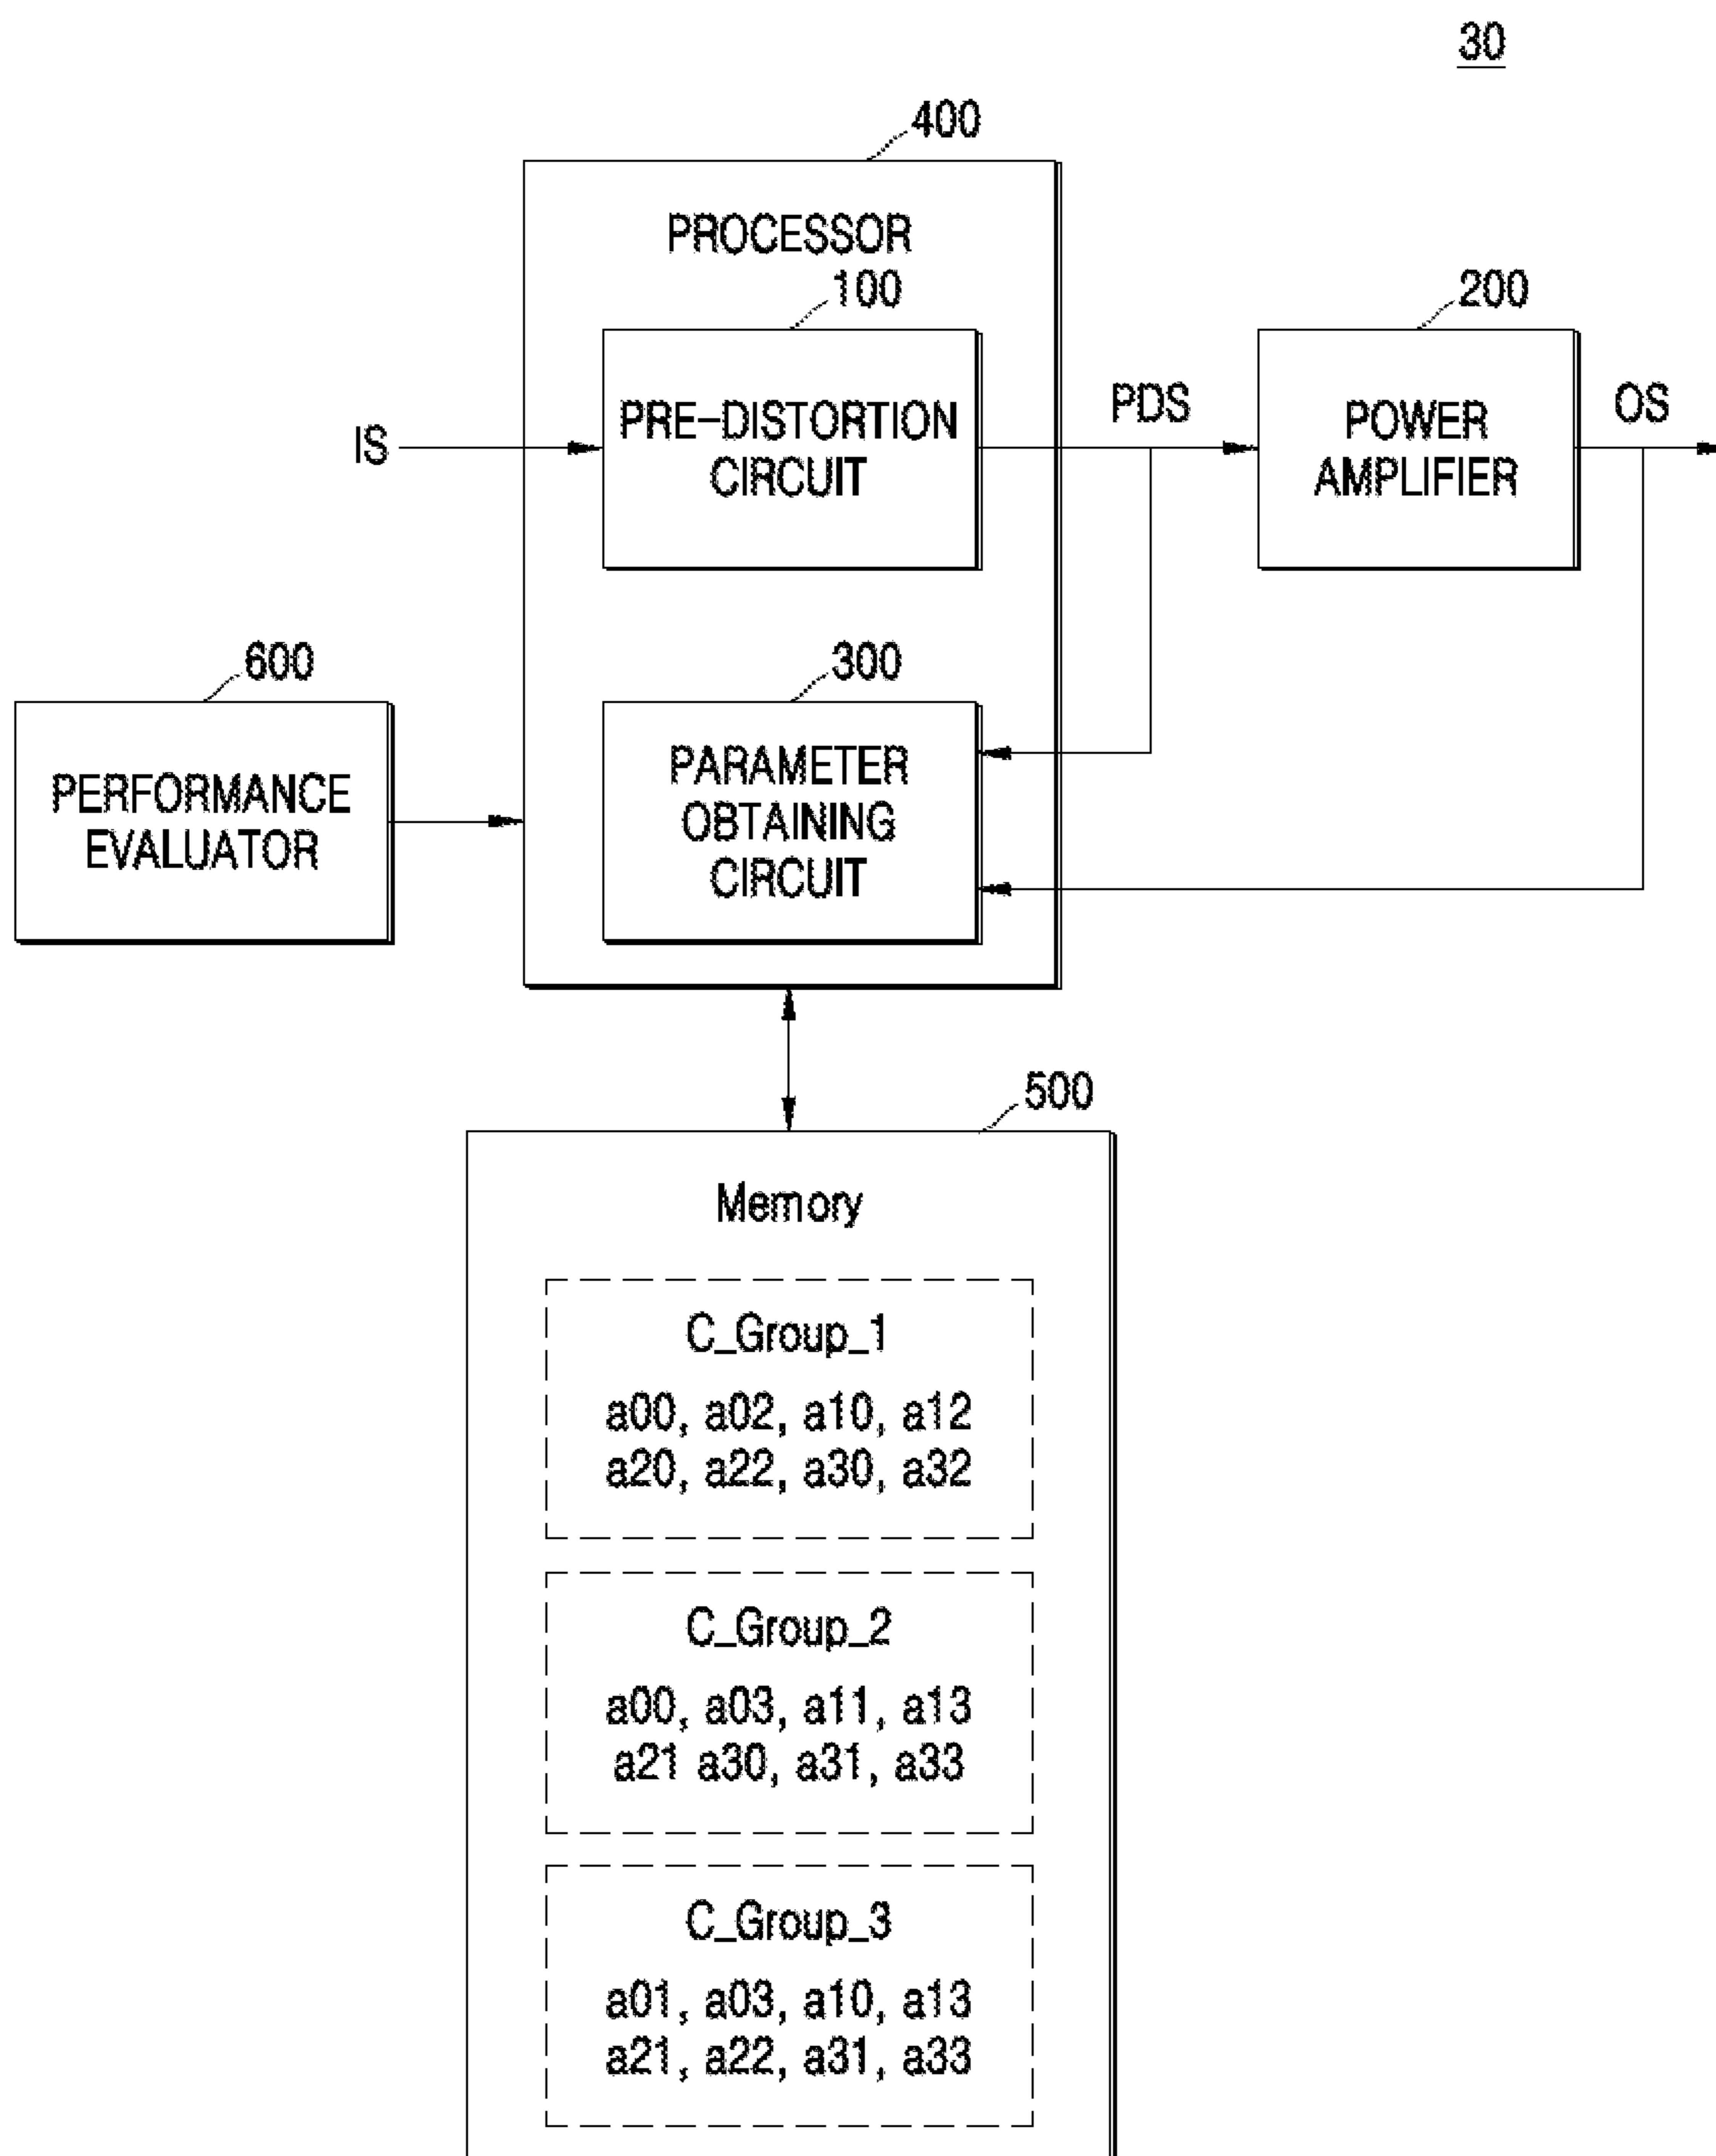 30
400
PROCESSOR
100
200
PRE-DISTORTION
CIRCUIT
PDS
POWER
AMPLIFIER
OS
IS
600
300
PERFORMANCE
EVALUATOR
PARAMETER
OBTAINING
CIRCUIT
500
Memory
C_Group_1
a00, a02, a10, a12
a20, a22, a30, a32
C_Group_2
a00, a03, a11, a13
a21 a30, a31, a33
C_Group_3
a01, a03, a10, a13
a21, a22, a31, a33